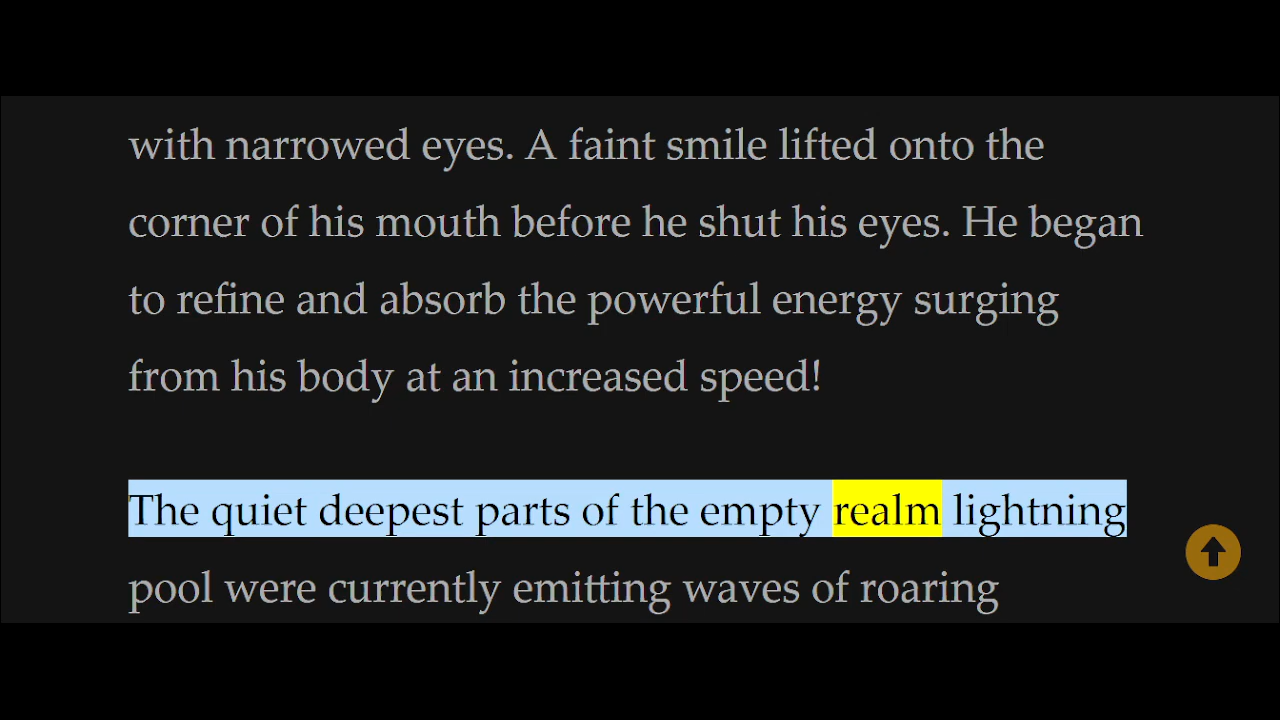 with narrowed eyes. A faint smile lifted onto the
corner of his mouth before he shut his eyes. He began
to refine and absorb the powerful energy surging
from his body at an increased speed!
The quiet deepest parts of the empty realm lightning
pool were currently emitting waves of roaring